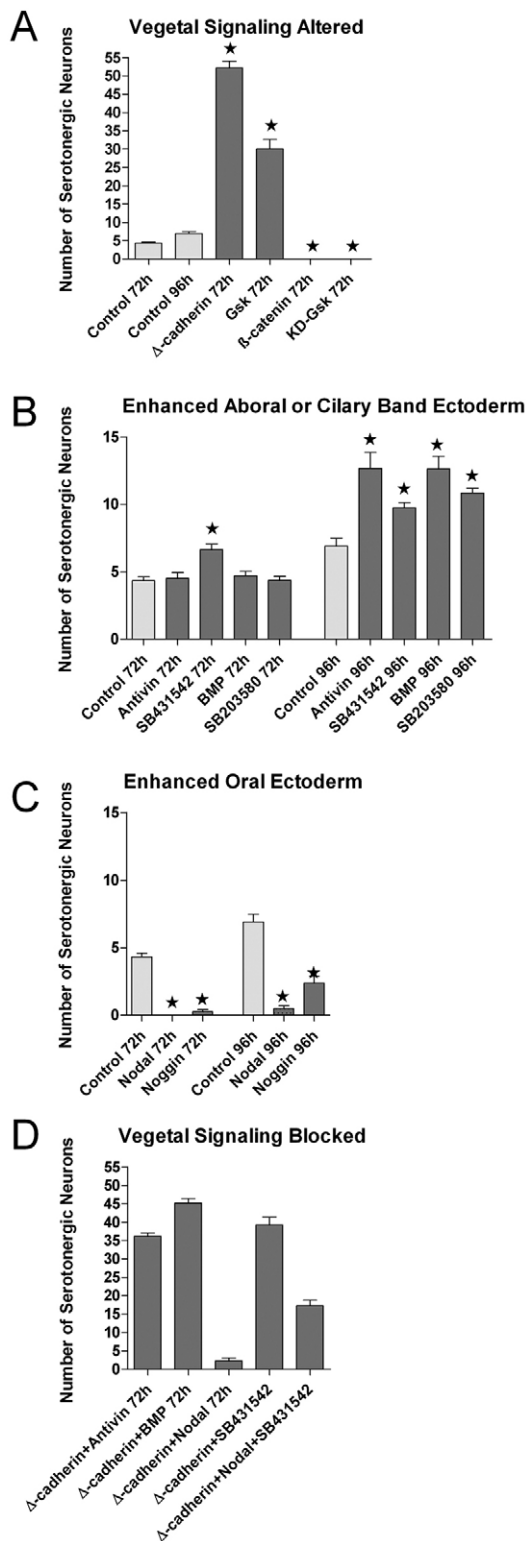 A
Vegetal Signaling Altered
Number of Serotonergic Neurons
55
50
45
40
35
30
25
20
15
10
5
0
Control 72h
Control 96h
Δ-cadherin 72h
Gsk 72h
ß-catenin 72h
KD-Gsk 72h
B
Enhanced Aboral or Cilary Band Ectoderm
Number of Serotonergic Neurons
15
10
5
0
Control 72h
Antivin 72h
SB431542 72h
BMP 72h
SB203580 72h
Control 96h
Antivin 96h
SB431542 96h
BMP 96h
SB203580 96h
C
Enhanced Oral Ectoderm
Number of Serotonergic Neurons
15
10
5
0
Control 72h
Nodal 72h
Noggin 72h
Control 96h
Nodal 96h
Noggin 96h
D
Vegetal Signaling Blocked
Number of Serotonergic Neurons
55
50
45
40
35
30
25
20
15
10
5
0
Δ-cadherin+Antivin 72h
Δ-cadherin+BMP 72h
Δ-cadherin+Nodal 72h
Δ-cadherin+SB431542
Δ-cadherin+Nodal+SB431542